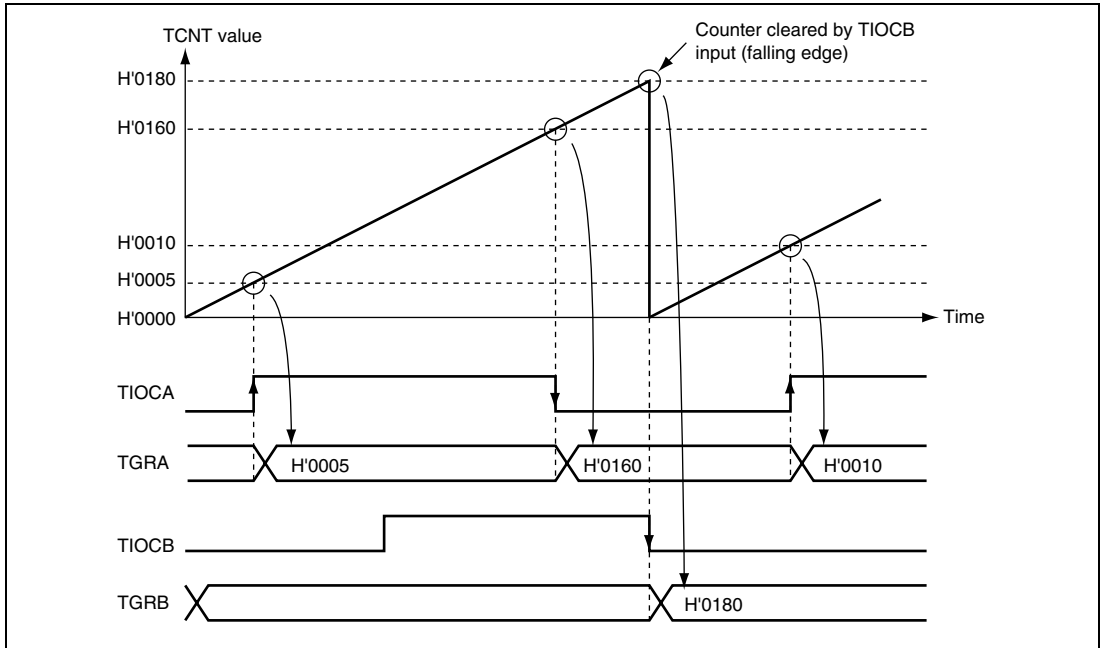 TCNT value
Counter cleared by TIOCB
input (falling edge)
H'0180
H'0160
H'0010
H'0005
H'0000
Time
TIOCA
TGRA
H'0005
H'0160
H'0010
TIOCB
TGRB
H'0180